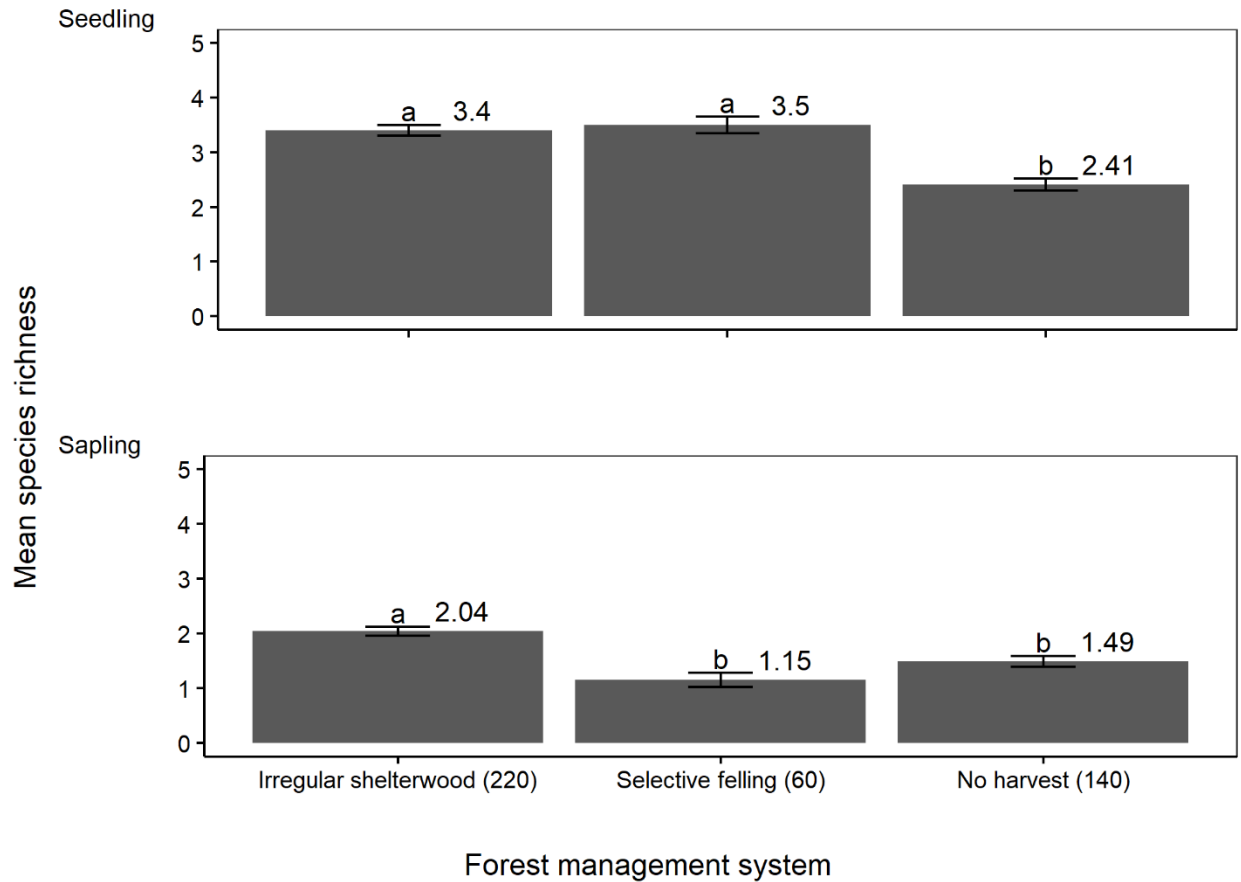 Seedling
5
4
3
2
1
0
a 3.4
a 3.5
b 2.41
Mean species richness
Sapling
5
4
3
2
1
0
a 2.04
b 1.15
b 1.49
Irregular shelterwood (220)
Selective felling (60)
No harvest (140)
Forest management system